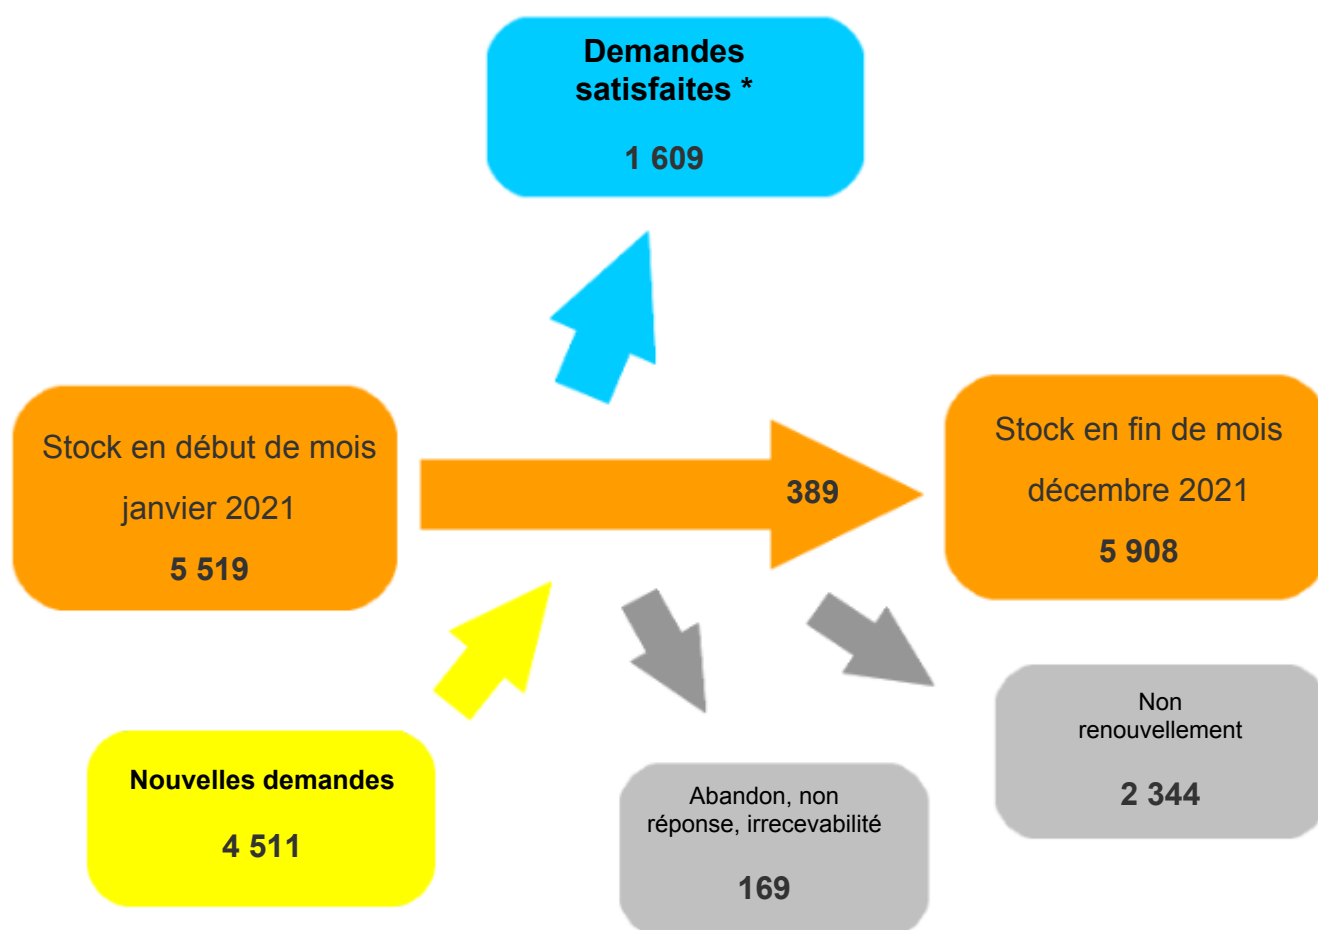 Demandes
satisfaites *
1 609
Stock en début de mois
janvier 2021
5 519
389
Stock en fin de mois
décembre 2021
5 908
Nouvelles demandes
4 511
Abandon, non
réponse, irrecevabilité
169
Non
renouvellement
2 344